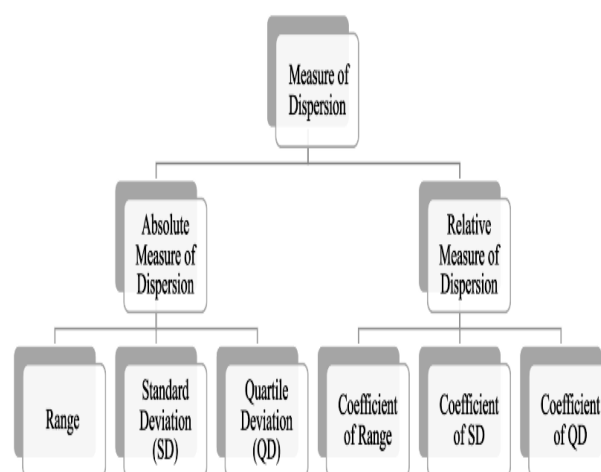 Measure of
Dispersion
Absolute
Measure of
Dispersion
Relative
Measure of
Dispersion
Range
Standard
Deviation
(SD)
Quartile
Deviation
(QD)
Coefficient
of Range
Coefficient
of SD
Coefficient
of QD